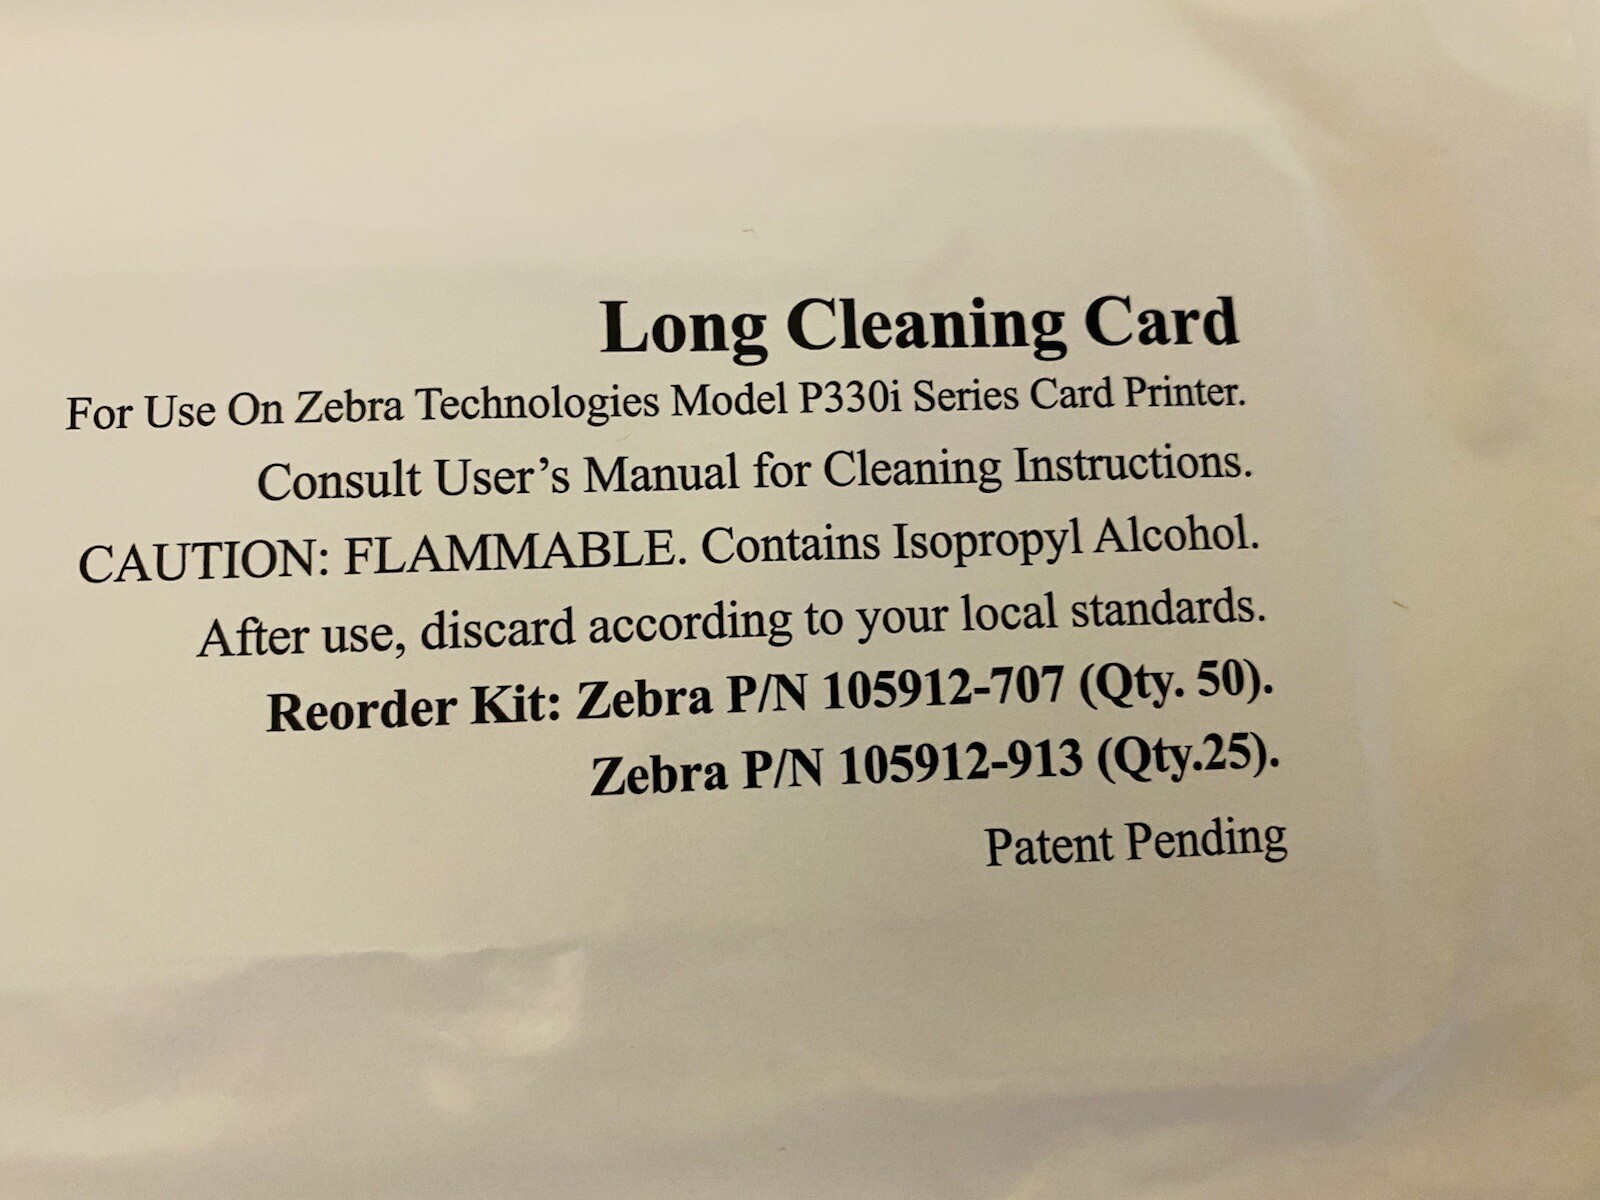 Long Cleaning Card
For Use On Zebra Technologies Model P330i Series Card Printer.
Consult User’s Manual for Cleaning Instructions.
CAUTION: FLAMMABLE. Contains Isopropyl Alcohol.
After use, discard according to your local standards.
Reorder Kit: Zebra P/N 105912-707 (Qty. 50).
Zebra P/N 105912-913 (Qty.25).
Patent Pending